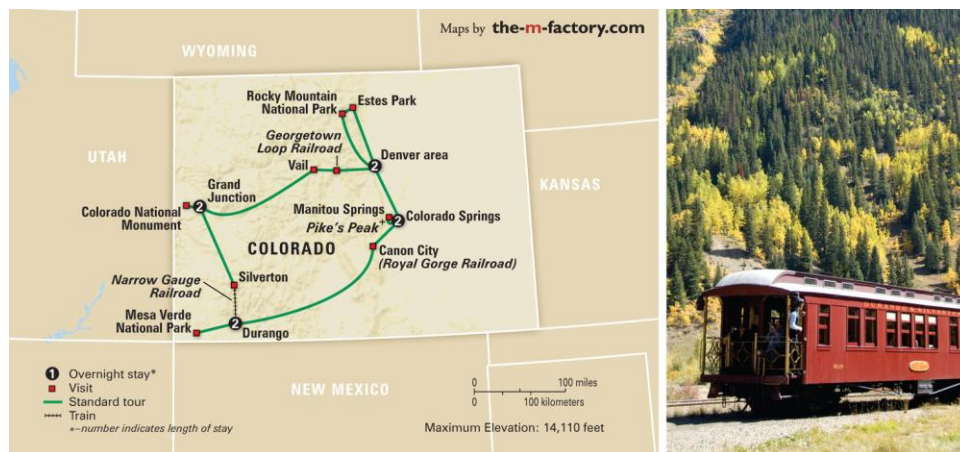 Maps by the-m-factory.com
WYOMING
Rocky Mountain
National Park
Estes Park
Georgetown
Loop Railroad
UTAH
Vail
2
Denver area
KANSAS
Grand
Junction
2
Colorado National
Monument
Manitou Springs
2
Colorado Springs
Pike's Peak
COLORADO
Canon City
(Royal Gorge Railroad)
Narrow Gauge
Railroad
Silverton
Mesa Verde
National Park
2
Durango
1 Overnight stay*
Visit
Standard tour
Train
*–number indicates length of stay
NEW MEXICO
0 100 miles
0 100 kilometers
Maximum Elevation: 14,110 feet